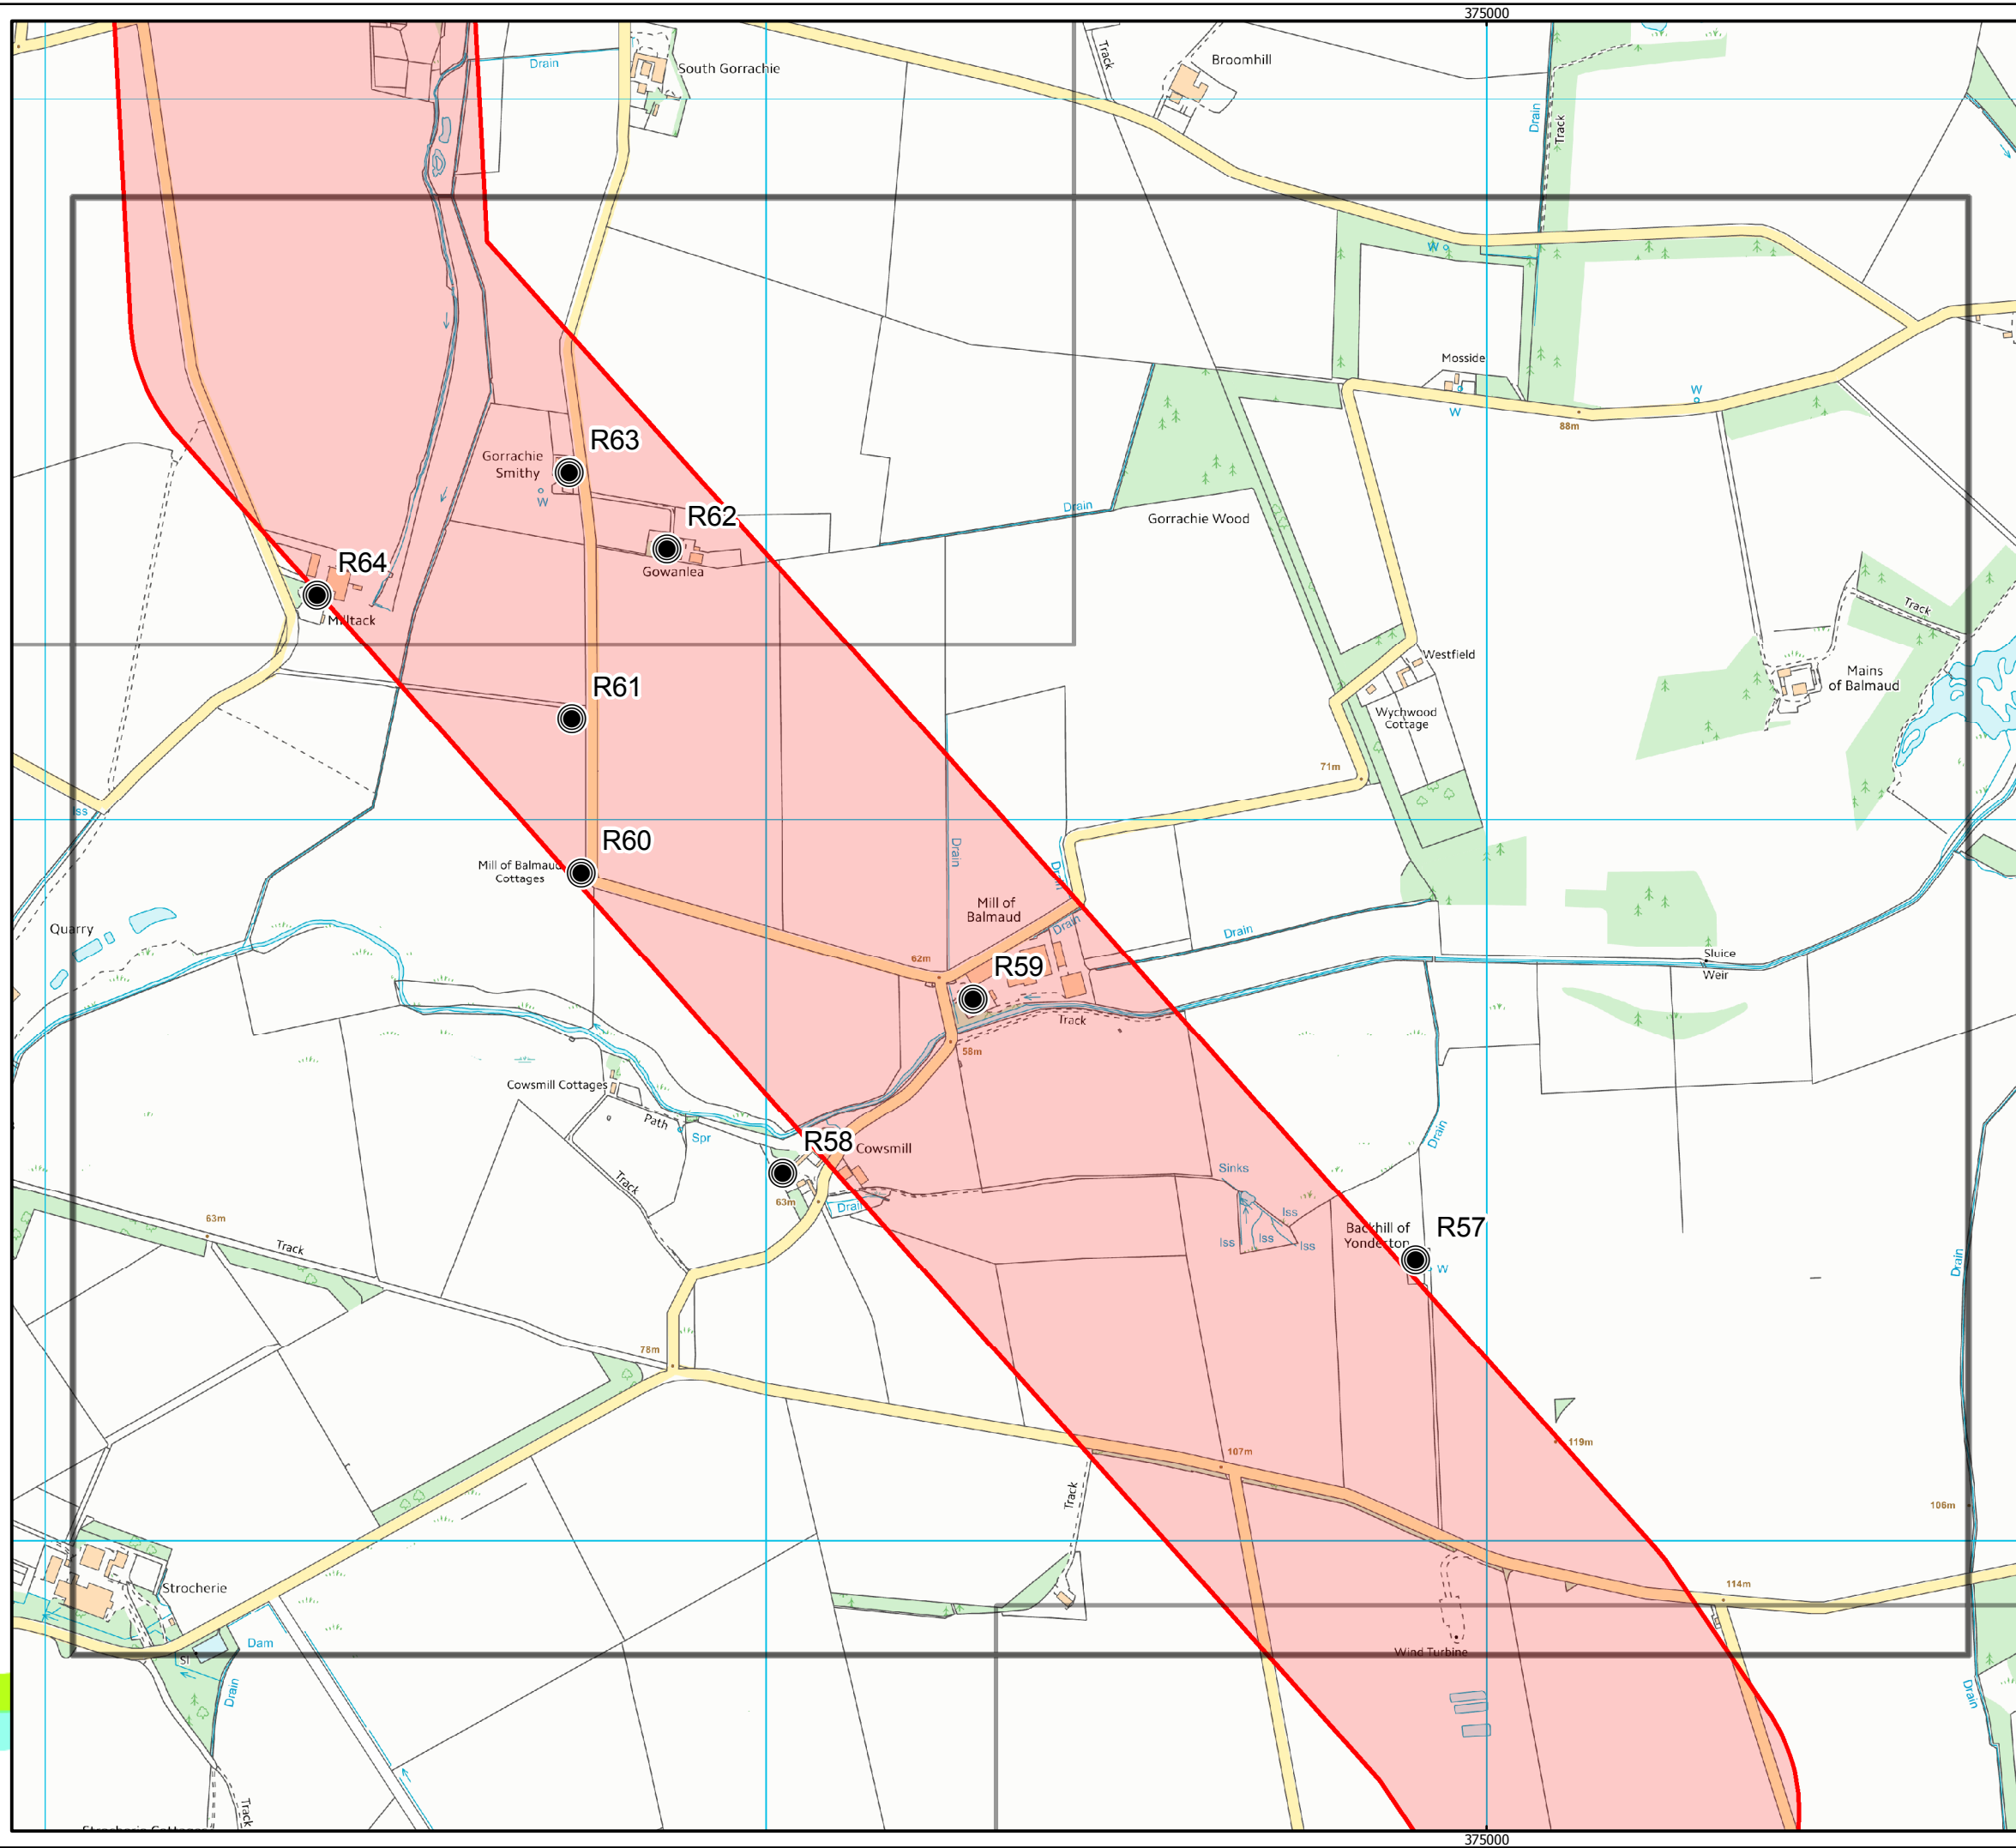 375000
Drain
South Gorrachie
Track
Broomhill
Drain
Track
W
Mosside
W
W
88m
R63
Gorrachie
Smithy
W
R62
Gowanlea
Drain
Gorrachie Wood
R64
Milltack
Track
Westfield
Mains
of Balmaud
R61
Wychwood
Cottage
71m
Iss
R60
Mill of Balmaud
Cottages
Drain
Drain
Mill of
Balmaud
Drain
Quarry
Drain
62m
R59
Sluice
Weir
Track
58m
Cowsmill Cottages
Path
Spr
R58
Cowsmill
Drain
Sinks
Track
63m
Drain
Iss
Iss
Iss
Iss
Backhill of
Yonderton
R57
W
63m
Track
Drain
78m
119m
107m
Track
106m
Strocherie
114m
Wind Turbine
Dam
Sl
Drain
Drain
Track
375000